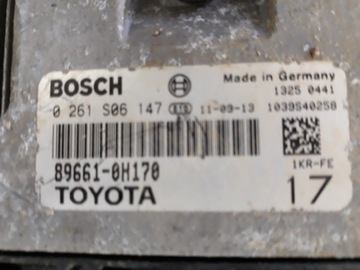 BOSCH Made in Germany
1325 0441
0 261 S06 147 11-03-13 1039S40258
89661-0H170 1KR-FE
TOYOTA 17